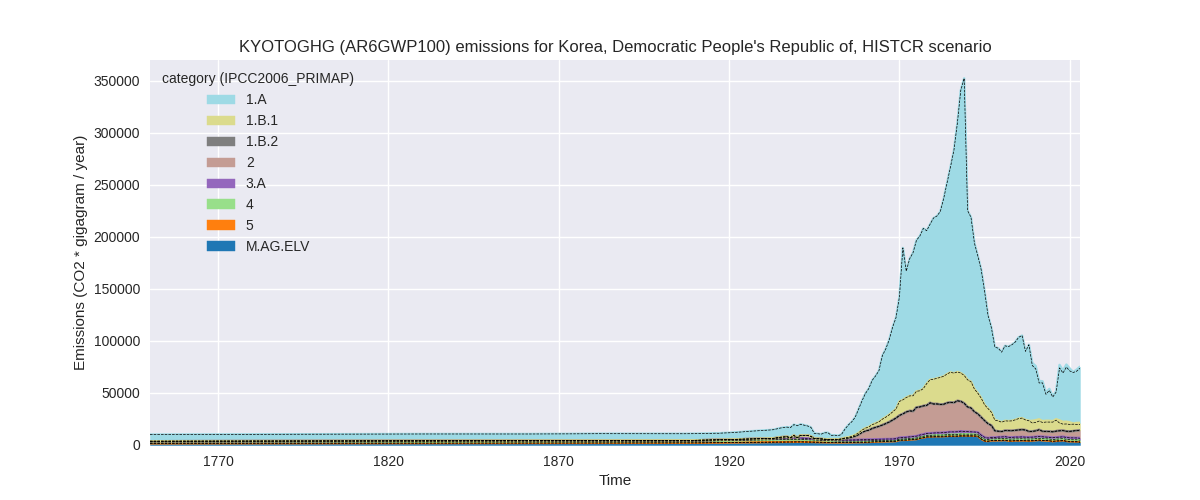 KYOTOGHG (AR6GWP100) emissions for Korea, Democratic People's Republic of, HISTCR scenario
category (IPCC2006_PRIMAP)
1.A
1.B.1
1.B.2
2
3.A
4
5
M.AG.ELV
Emissions (CO2 * gigagram / year)
350000
300000
250000
200000
150000
100000
50000
0
1770
1820
1870
1920
1970
2020
Time